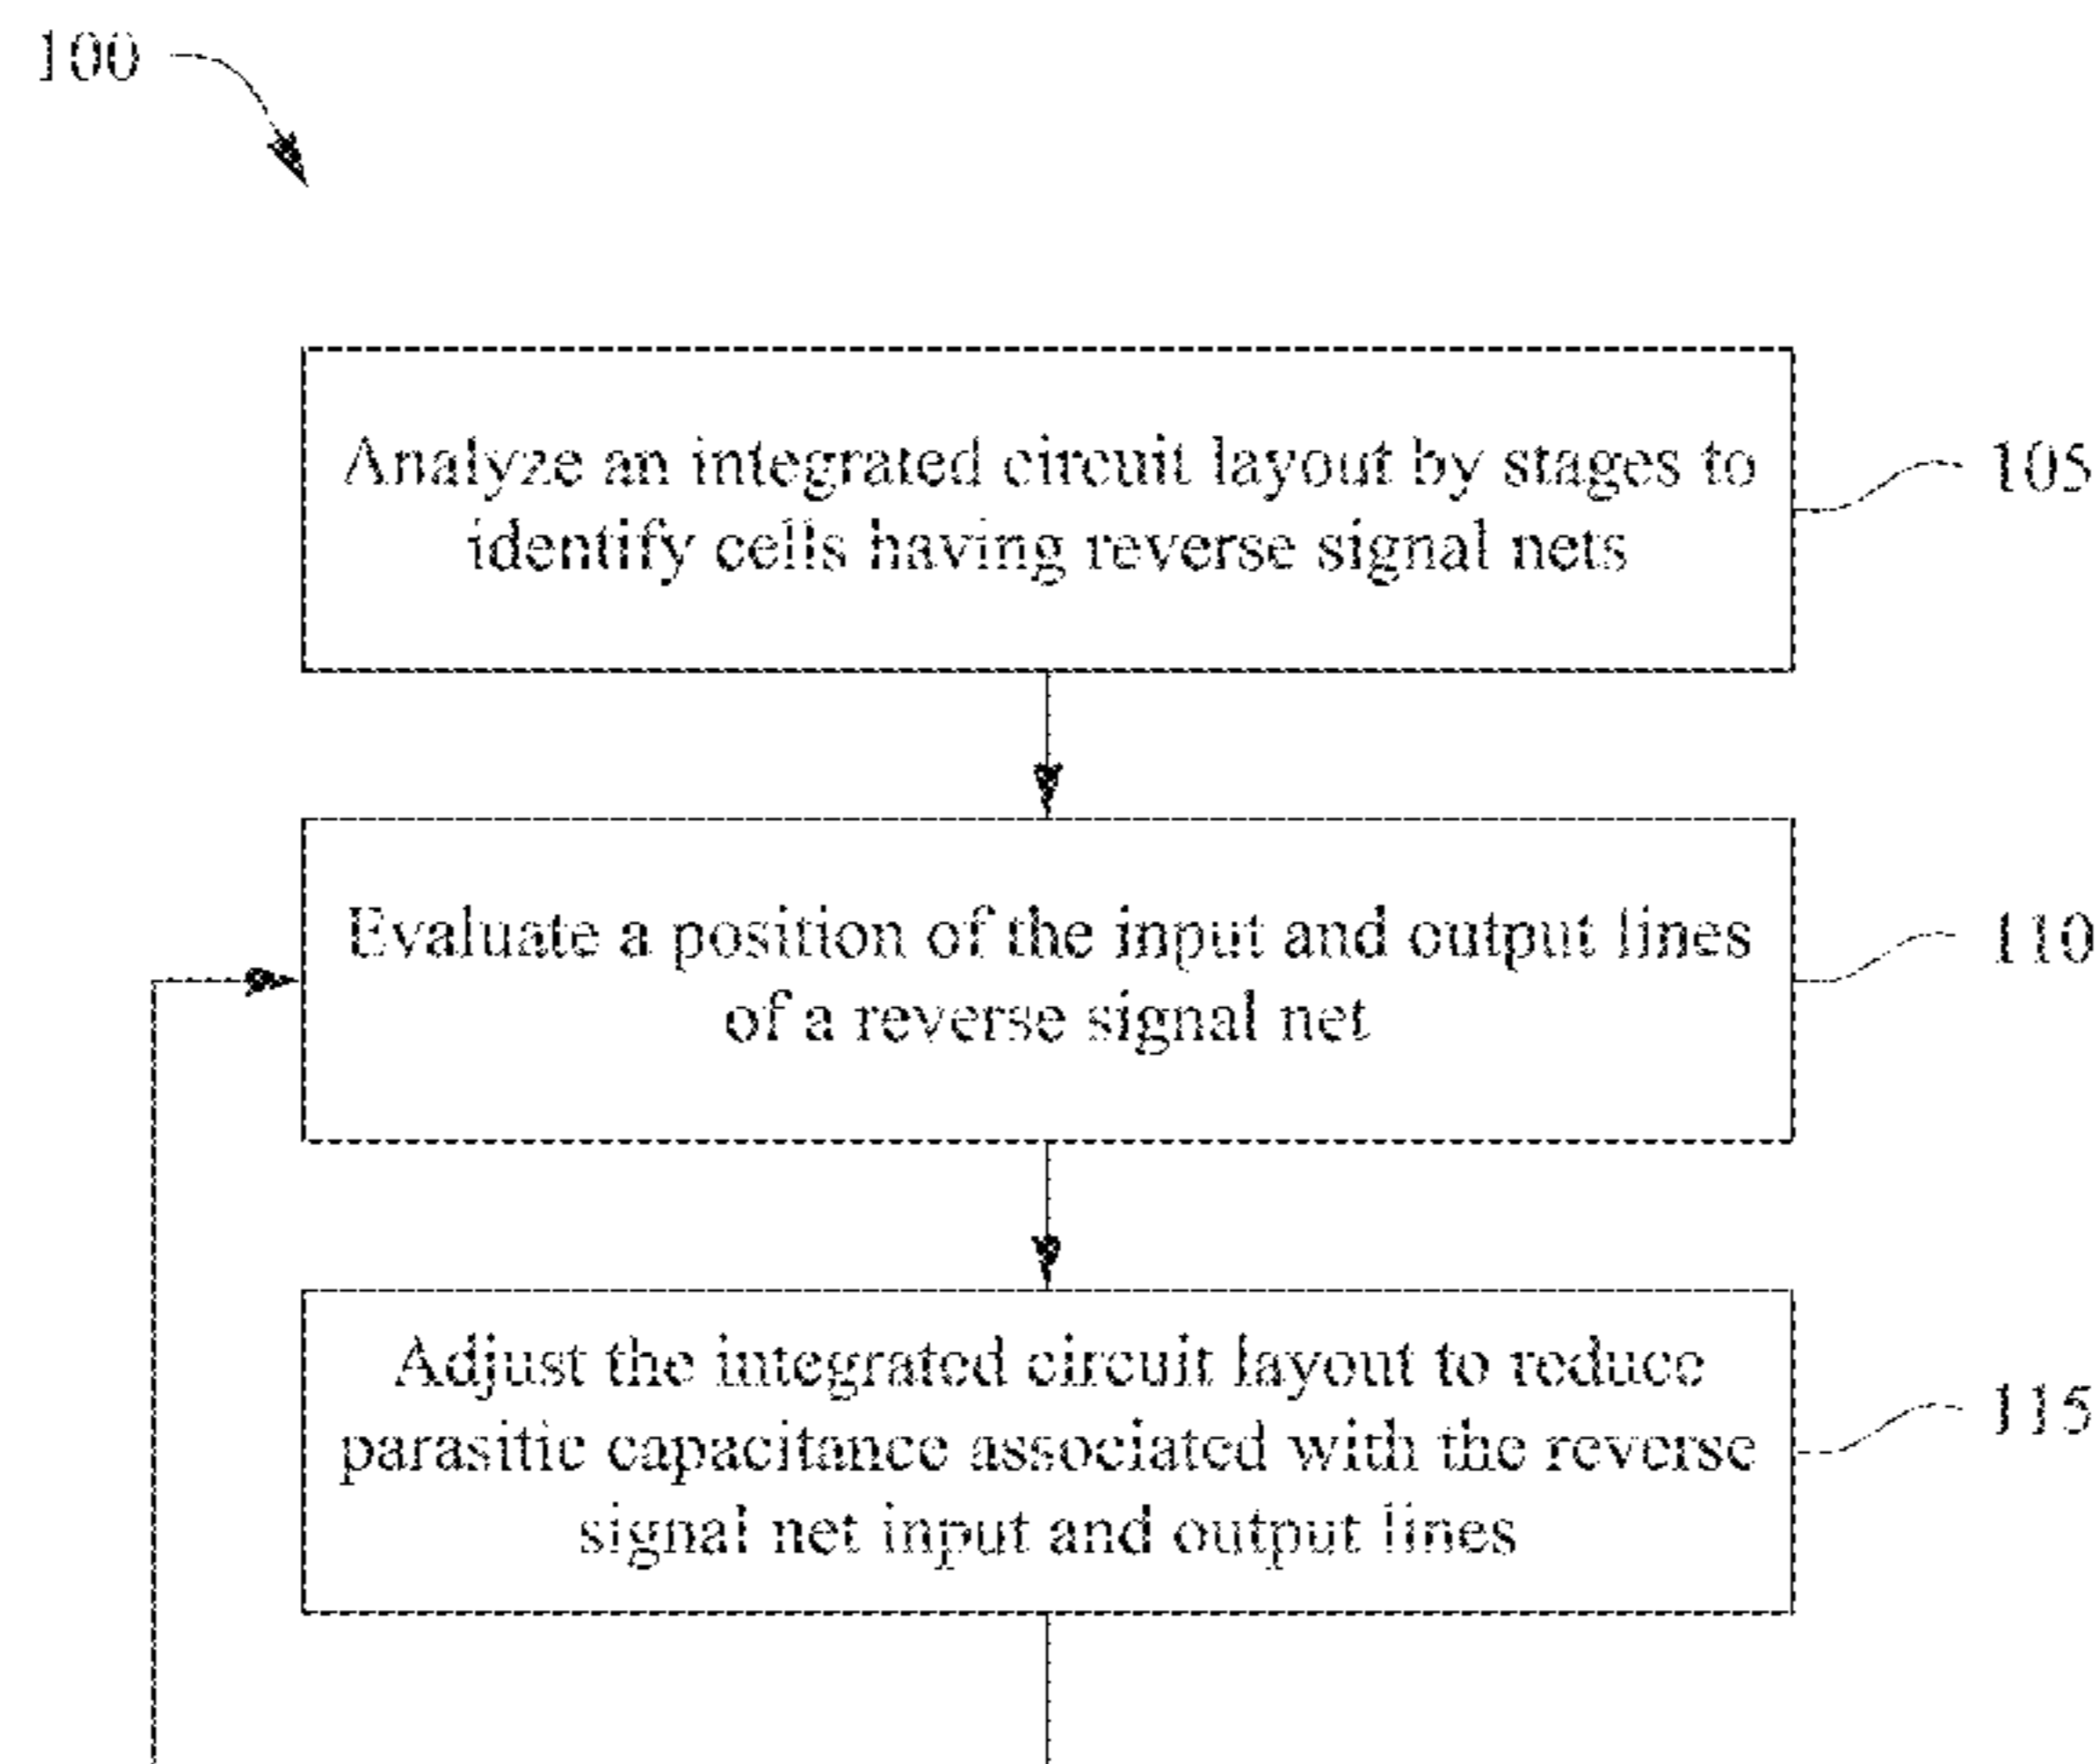 100
Analyze an integrated circuit layout by stages to
identify cells having reverse signal nets
105
Evaluate a position of the input and output lines
of a reverse signal net
110
Adjust the integrated circuit layout to reduce
parasitic capacitance associated with the reverse
signal net input and output lines
115